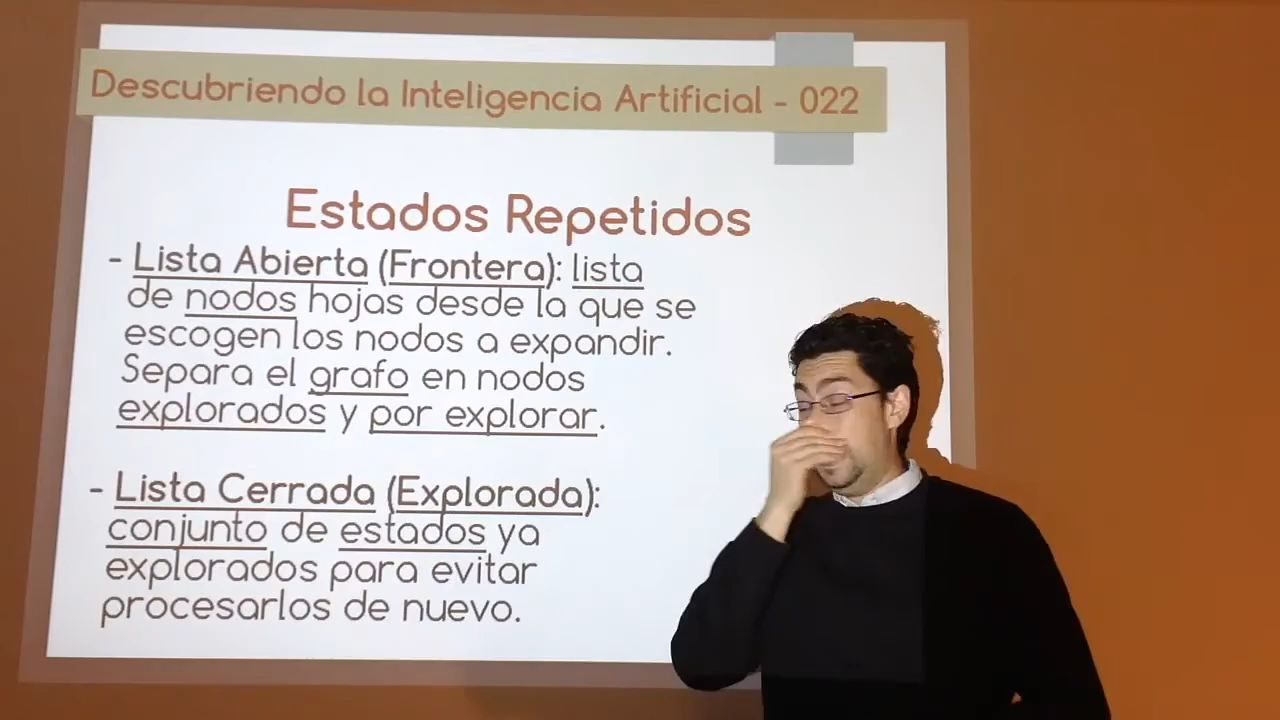 Descubriendo la Inteligencia Artificial - 022
Estados Repetidos
- Lista Abierta (Frontera): lista
de nodos hojas desde la que se
escogen los nodos a expandir.
Separa el grafo en nodos
explorados y por explorar.
- Lista Cerrada (Explorada):
conjunto de estados ya
explorados para evitar
procesarlos de nuevo.